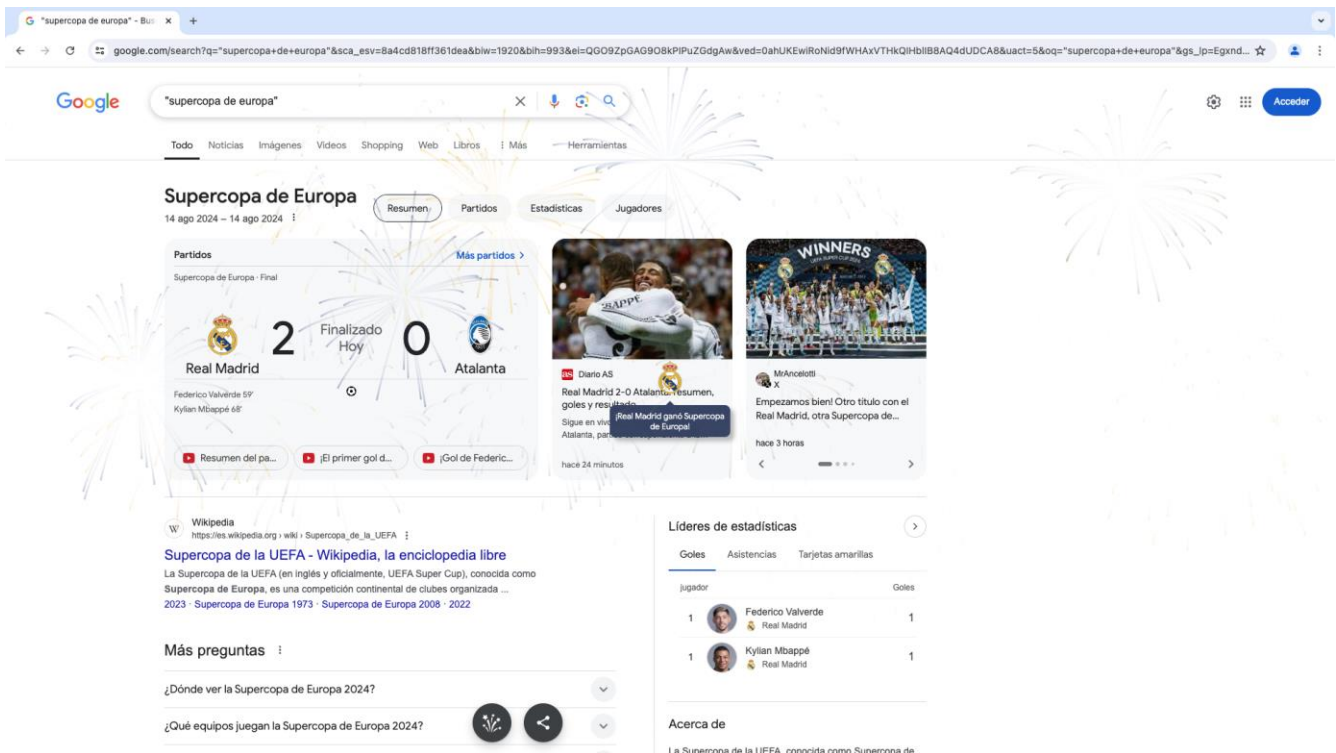 "supercopa de europa" - Bus
google.com/search?q="supercopa+de+europa"&sca_esv=8a4cd818ff361dea&biw=1920&bih=993&ei=QGO9ZpGAG9O8kPIPuZGdgAw&ved=0ahUKEwiRoNid9fWHAxVTHkQIHbIIB8AQ4dUDCA8&uact=5&oq="supercopa+de+europa"&gs_lp=Egxnd...
Google
"supercopa de europa"
Acceder
Todo Noticias Imágenes Videos Shopping Web Libros Más Herramientas
Supercopa de Europa
14 ago 2024 – 14 ago 2024
Resumen Partidos Estadísticas Jugadores
Partidos Más partidos
Supercopa de Europa · Final
2 Finalizado 0
Hoy
Real Madrid Atalanta
Federico Valverde 59'
Kylian Mbappé 68'
Resumen del pa... ¡El primer gol d... ¡Gol de Federic...
MBAPPÉ
Diario AS
Real Madrid 2-0 Atalanta: resumen,
goles y resultado
Sigue en vivo
Atalanta,
¡Real Madrid ganó Supercopa
de Europa!
hace 24 minutos
WINNERS
UEFA SUPER CUP 2024
MrAncelotti
X
Empezamos bien! Otro título con el
Real Madrid, otra Supercopa de...
hace 3 horas
W
Wikipedia
https://es.wikipedia.org › wiki › Supercopa_de_la_UEFA
Supercopa de la UEFA - Wikipedia, la enciclopedia libre
La Supercopa de la UEFA (en inglés y oficialmente, UEFA Super Cup), conocida como
Supercopa de Europa, es una competición continental de clubes organizada ...
2023 · Supercopa de Europa 1973 · Supercopa de Europa 2008 · 2022
Más preguntas
¿Dónde ver la Supercopa de Europa 2024?
¿Qué equipos juegan la Supercopa de Europa 2024?
Líderes de estadísticas
Goles Asistencias Tarjetas amarillas
jugador Goles
1 Federico Valverde 1
Real Madrid
1 Kylian Mbappé 1
Real Madrid
Acerca de
La Supercopa de la UEFA, conocida como Supercopa de